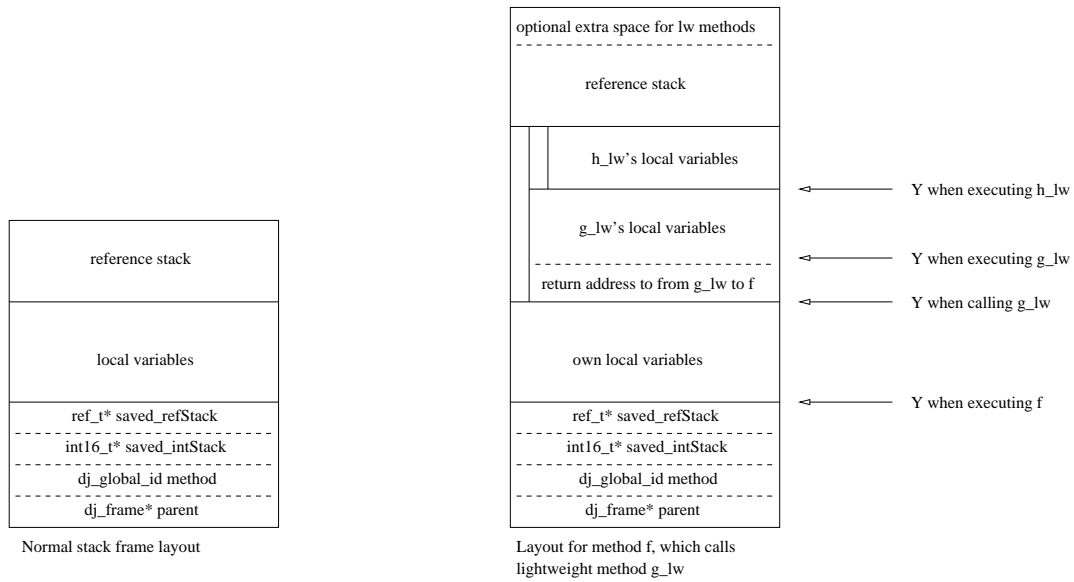 reference stack
local variables
ref_t* saved_refStack
int16_t* saved_intStack
dj_global_id method
dj_frame* parent
Normal stack frame layout
optional extra space for lw methods
reference stack
h_lw's local variables
g_lw's local variables
return address to from g_lw to f
own local variables
ref_t* saved_refStack
int16_t* saved_intStack
dj_global_id method
dj_frame* parent
Layout for method f, which calls
lightweight method g_lw
Y when executing h_lw
Y when executing g_lw
Y when calling g_lw
Y when executing f